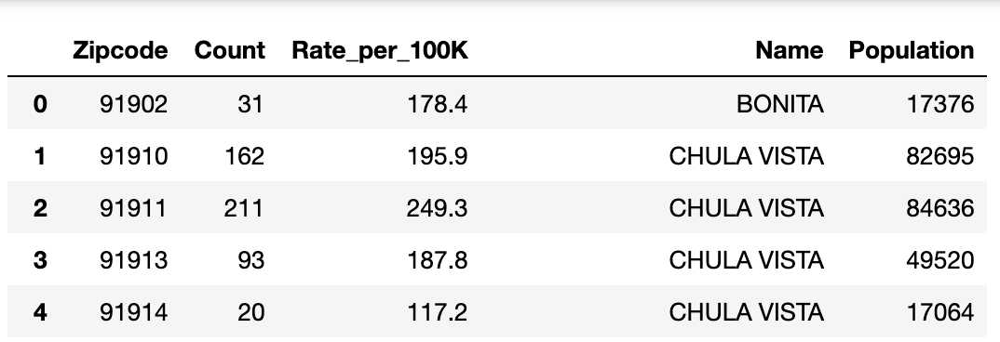 Zipcode Count Rate_per_100K Name Population
0 91902 31 178.4 BONITA 17376
1 91910 162 195.9 CHULA VISTA 82695
2 91911 211 249.3 CHULA VISTA 84636
3 91913 93 187.8 CHULA VISTA 49520
4 91914 20 117.2 CHULA VISTA 17064